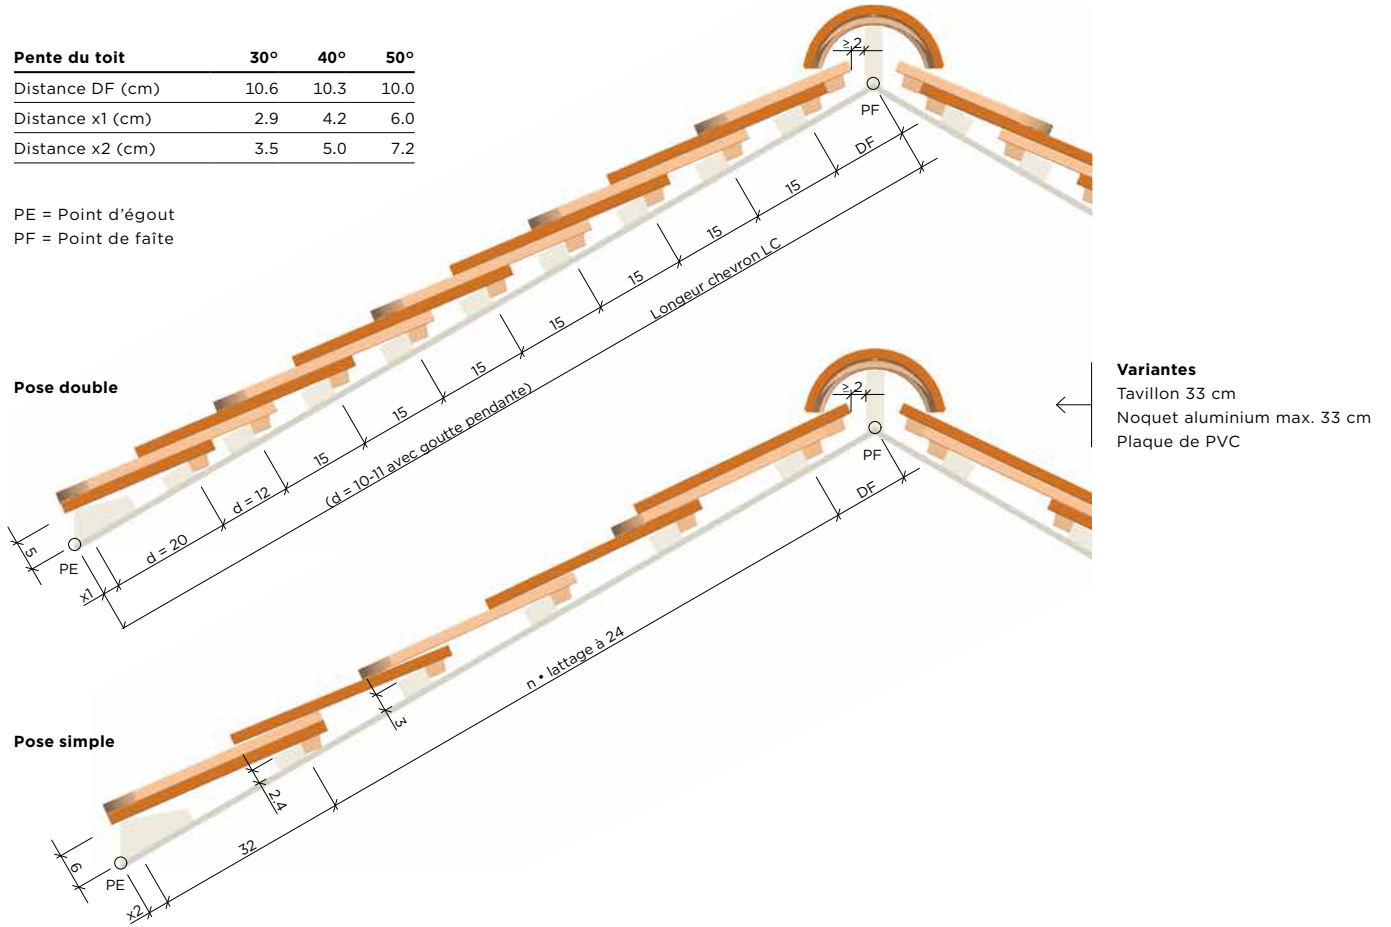 Pente du toit 30° 40° 50°
Distance DF (cm) 10.6 10.3 10.0
Distance x1 (cm) 2.9 4.2 6.0
Distance x2 (cm) 3.5 5.0 7.2
PE = Point d'égout
PF = Point de faîte
≥ 2
PF
DF
15
15
15
15
15
15
15
15
d = 12
d = 20
x1
5
PE
Longeur chevron LC
(d = 10-11 avec goutte pendante)
Pose double
≥ 2
PF
DF
n • lattage à 24
3
2.4
32
6
PE
x2
Pose simple
Variantes
Tavillon 33 cm
Noquet aluminium max. 33 cm
Plaque de PVC